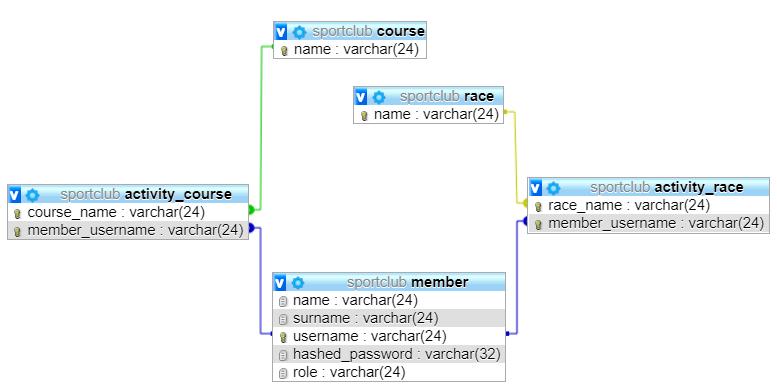 sportclub course
name : varchar(24)
sportclub race
name : varchar(24)
sportclub activity_course
course_name : varchar(24)
member_username : varchar(24)
sportclub activity_race
race_name : varchar(24)
member_username : varchar(24)
sportclub member
name : varchar(24)
surname : varchar(24)
username : varchar(24)
hashed_password : varchar(32)
role : varchar(24)